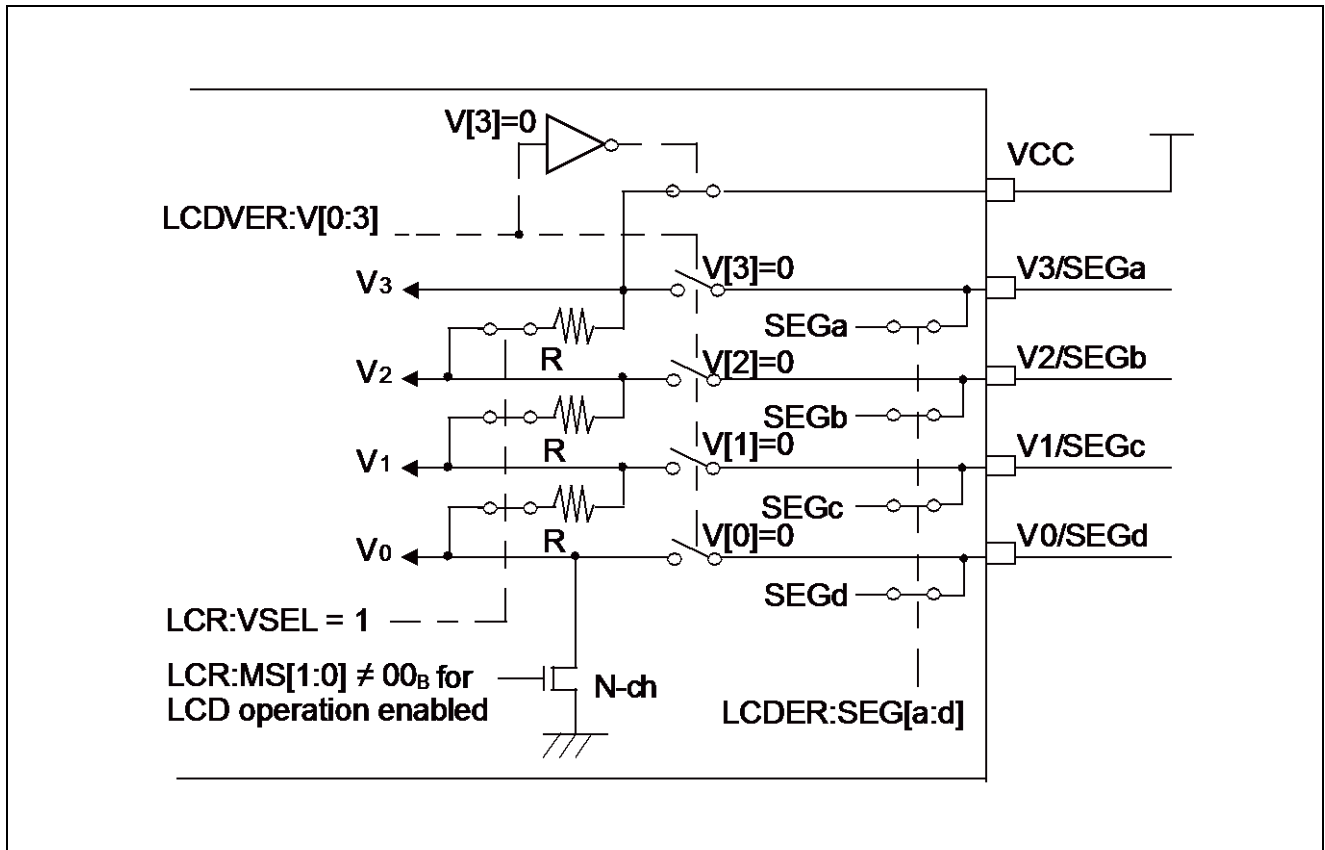 V[3]=0
VCC
LCDVER:V[0:3]
V3
V[3]=0
V3/SEGa
SEGa
R
V2
V[2]=0
V2/SEGb
SEGb
R
V1
V[1]=0
V1/SEGc
SEGc
R
V0
V[0]=0
V0/SEGd
SEGd
LCR:VSEL = 1
LCR:MS[1:0] ≠ 00B for
LCD operation enabled
N-ch
LCDER:SEG[a:d]